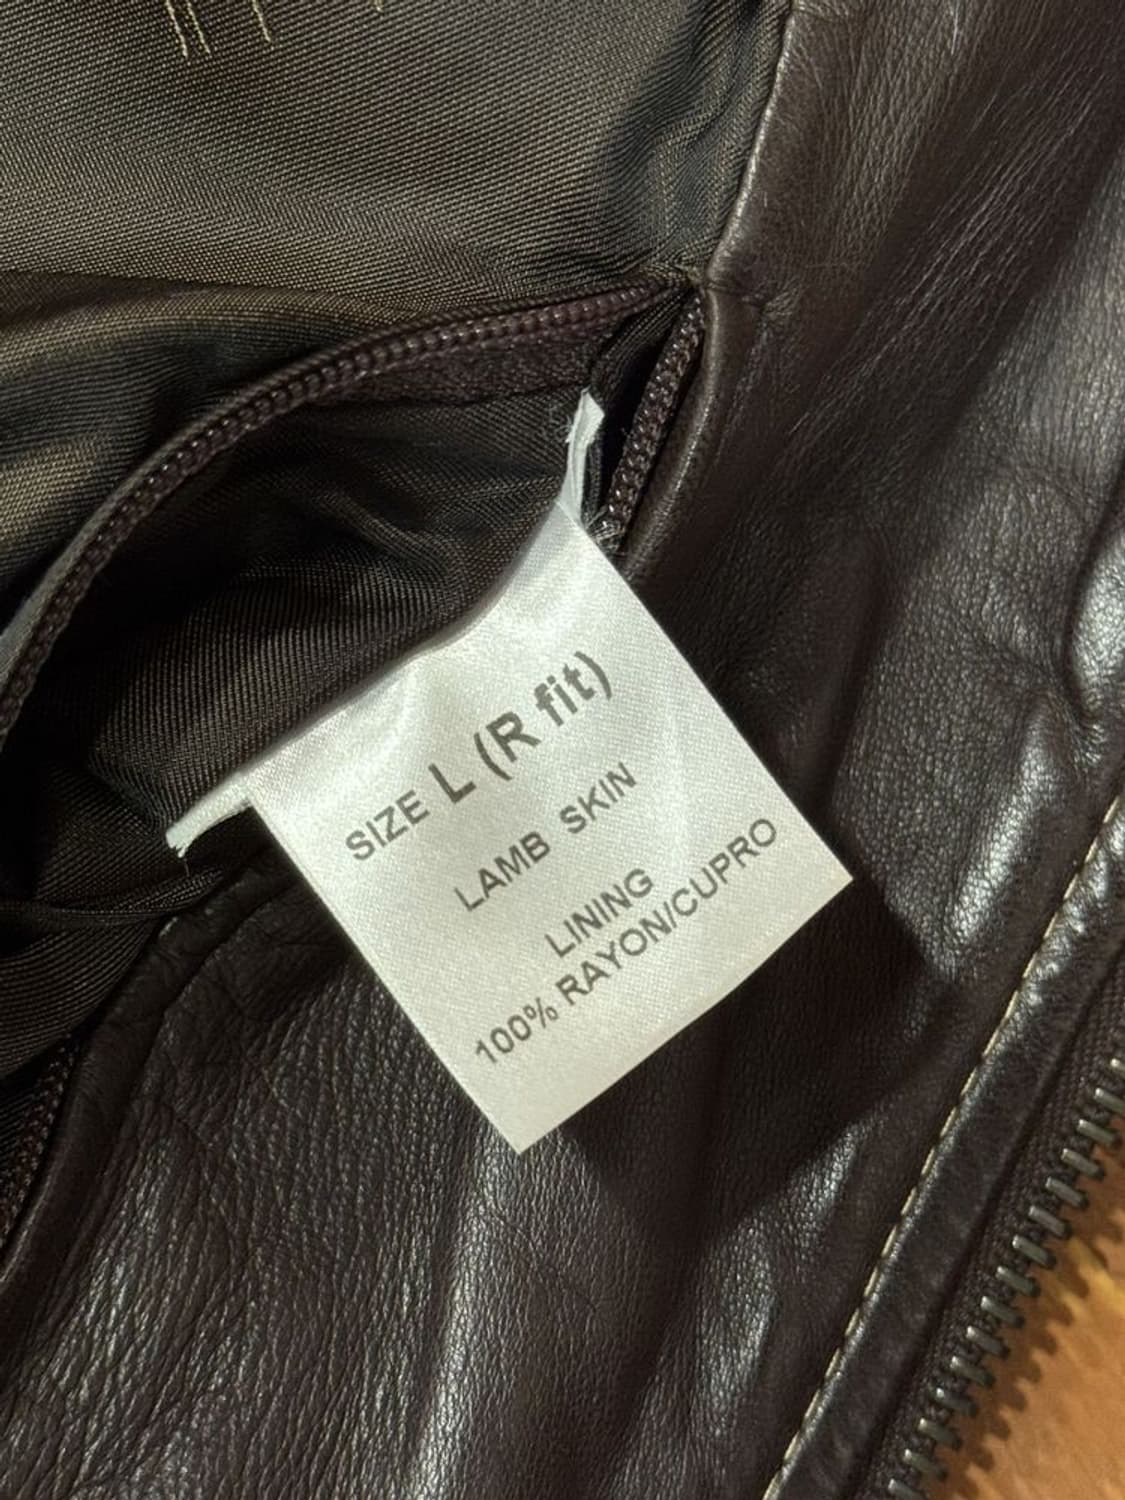 SIZE L (R fit)
LAMB SKIN
LINING
100% RAYON/CUPRO